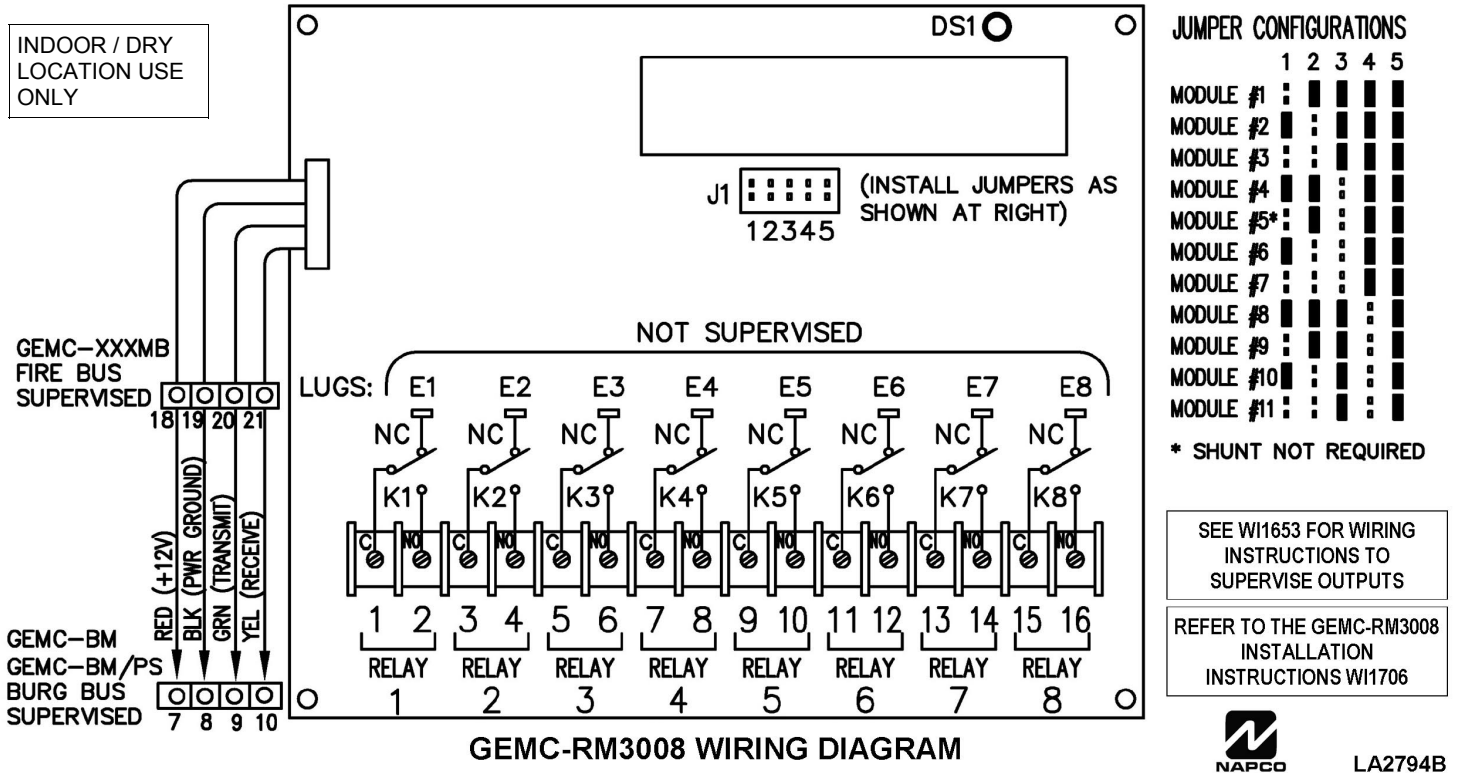 INDOOR / DRY
LOCATION USE
ONLY
DS1
J1
12345
(INSTALL JUMPERS AS
SHOWN AT RIGHT)
NOT SUPERVISED
LUGS: E1 E2 E3 E4 E5 E6 E7 E8
NC NC NC NC NC NC NC NC
K1 K2 K3 K4 K5 K6 K7 K8
C NO C NO C NO C NO C NO C NO C NO C NO
1 2 3 4 5 6 7 8 9 10 11 12 13 14 15 16
RELAY RELAY RELAY RELAY RELAY RELAY RELAY RELAY
1 2 3 4 5 6 7 8
GEMC-XXXMB
FIRE BUS
SUPERVISED
18 19 20 21
RED (+12V)
BLK (PWR GROUND)
GRN (TRANSMIT)
YEL (RECEIVE)
GEMC-BM
GEMC-BM/PS
BURG BUS
SUPERVISED
7 8 9 10
GEMC-RM3008 WIRING DIAGRAM
JUMPER CONFIGURATIONS
1 2 3 4 5
MODULE #1
MODULE #2
MODULE #3
MODULE #4
MODULE #5*
MODULE #6
MODULE #7
MODULE #8
MODULE #9
MODULE #10
MODULE #11
* SHUNT NOT REQUIRED
SEE WI1653 FOR WIRING
INSTRUCTIONS TO
SUPERVISE OUTPUTS
REFER TO THE GEMC-RM3008
INSTALLATION
INSTRUCTIONS WI1706
NAPCO
LA2794B